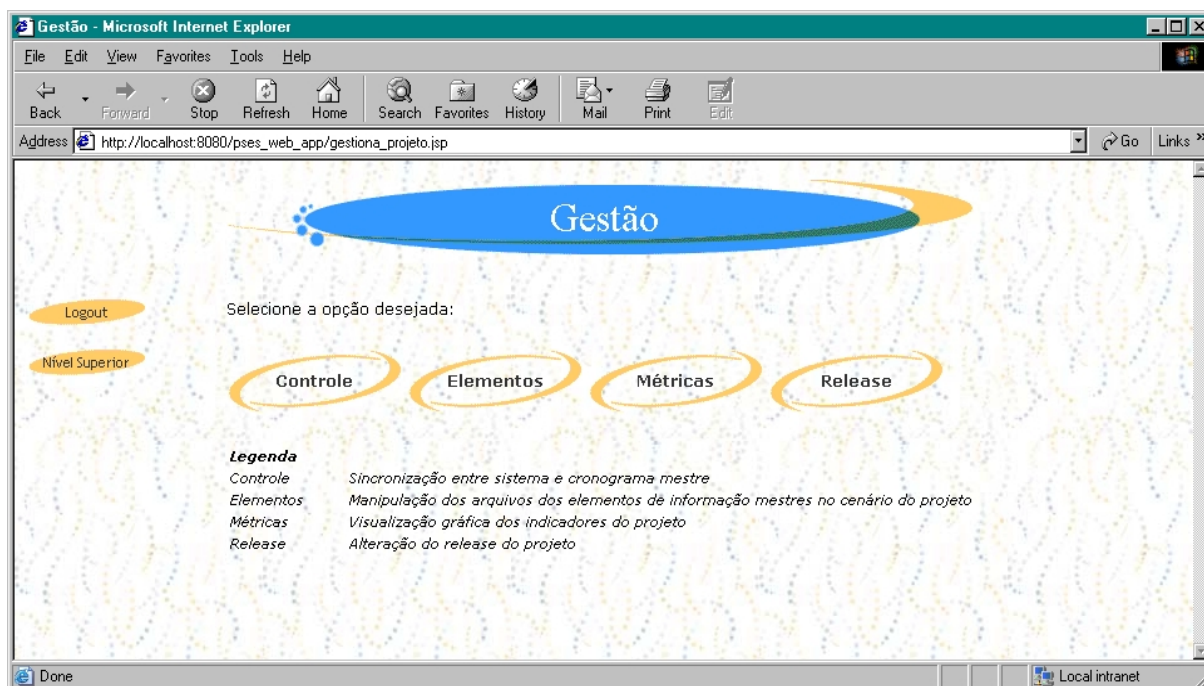 Gestão - Microsoft Internet Explorer
File Edit View Favorites Tools Help
Back Forward Stop Refresh Home Search Favorites History Mail Print Edit
Address http://localhost:8080/pses_web_app/gestiona_projeto.jsp Go Links »
Gestão
Logout
Selecione a opção desejada:
Nível Superior
Controle Elementos Métricas Release
Legenda
Controle Sincronização entre sistema e cronograma mestre
Elementos Manipulação dos arquivos dos elementos de informação mestres no cenário do projeto
Métricas Visualização gráfica dos indicadores do projeto
Release Alteração do release do projeto
Done Local intranet